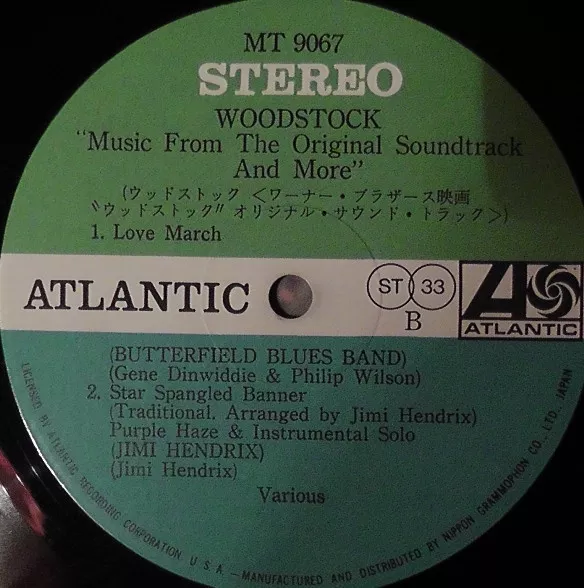 MT 9067
STEREO
WOODSTOCK
"Music From The Original Soundtrack
And More"
(ウッドストック <ワーナー・ブラザース映画
〝ウッドストック〟オリジナル・サウンド・トラック>)
1. Love March
ATLANTIC
ST 33
B
ATLANTIC
(BUTTERFIELD BLUES BAND)
(Gene Dinwiddie & Philip Wilson)
2. Star Spangled Banner
(Traditional. Arranged by Jimi Hendrix)
Purple Haze & Instrumental Solo
(JIMI HENDRIX)
(Jimi Hendrix)
Various
LICENSED BY ATLANTIC RECORDING CORPORATION U.S.A.-MANUFACTURED AND DISTRIBUTED BY NIPPON GRAMMOPHON CO., LTD. JAPAN